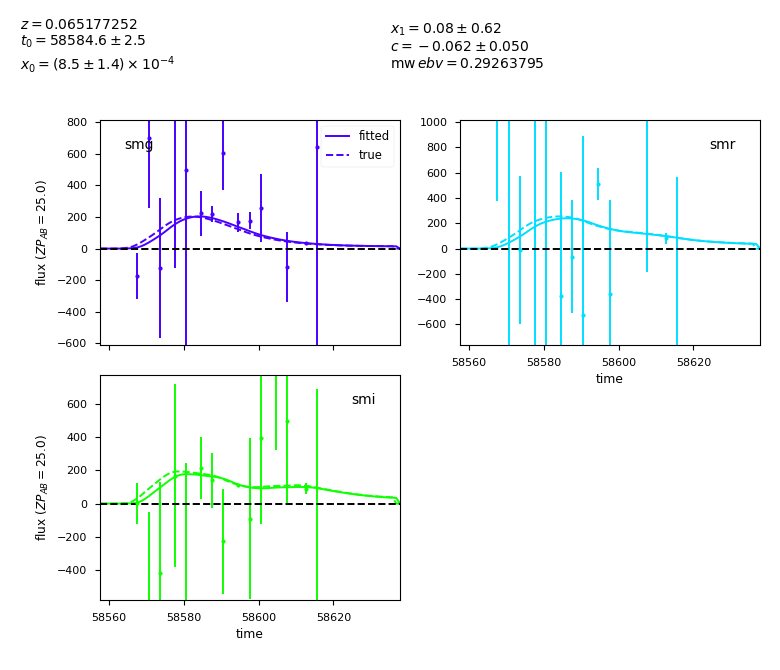 z = 0.065177252
t₀ = 58584.6 ± 2.5
x₀ = (8.5 ± 1.4) × 10⁻⁴
x₁ = 0.08 ± 0.62
c = −0.062 ± 0.050
mwebv = 0.29263795
flux (ZP_AB = 25.0)
800
600
400
200
0
−200
−400
−600
smg
fitted
true
1000
800
600
400
200
0
−200
−400
−600
smr
58560
58580
58600
58620
time
flux (ZP_AB = 25.0)
600
400
200
0
−200
−400
smi
58560
58580
58600
58620
time